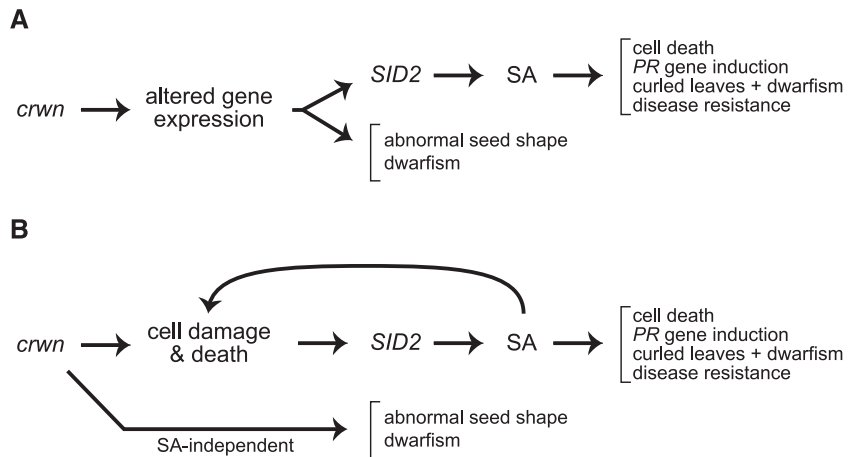 A
crwn
altered gene
expression
SID2
SA
cell death
PR gene induction
curled leaves + dwarfism
disease resistance
abnormal seed shape
dwarfism
B
crwn
cell damage
& death
SID2
SA
cell death
PR gene induction
curled leaves + dwarfism
disease resistance
SA-independent
abnormal seed shape
dwarfism